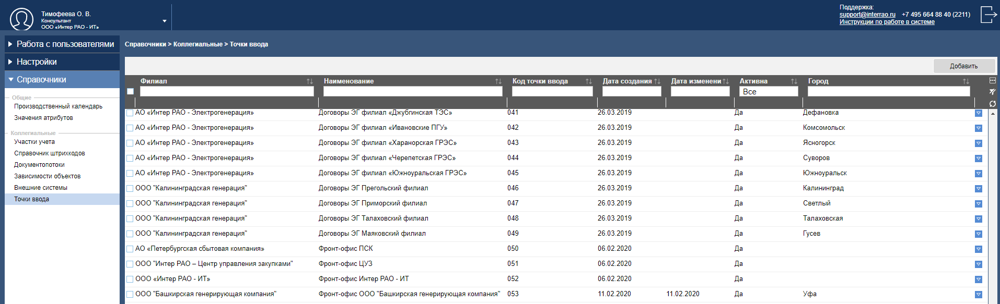 Тимофеева О. В.
Консультант
ООО «Интер РАО - ИТ»
Поддержка:
support@interrao.ru +7 495 664 88 40 (2211)
Инструкции по работе в системе
Работа с пользователями
Настройки
Справочники
Общие
Производственный календарь
Значения атрибутов
Коллегиальные
Участки учета
Справочник штрихкодов
Документопотоки
Зависимости объектов
Внешние системы
Точки ввода
Справочники > Коллегиальные > Точки ввода
Добавить
Филиал Наименование Код точки ввода Дата создания Дата изменени Активна Город
Все
АО «Интер РАО - Электрогенерация» Договоры ЭГ филиал «Джубгинская ТЭС» 041 26.03.2019 Да Дефановка
АО «Интер РАО - Электрогенерация» Договоры ЭГ филиал «Ивановские ПГУ» 042 26.03.2019 Да Комсомольск
АО «Интер РАО - Электрогенерация» Договоры ЭГ филиал «Харанорская ГРЭС» 043 26.03.2019 Да Ясногорск
АО «Интер РАО - Электрогенерация» Договоры ЭГ филиал «Черепетская ГРЭС» 044 26.03.2019 Да Суворов
АО «Интер РАО - Электрогенерация» Договоры ЭГ филиал «Южноуральская ГРЭС» 045 26.03.2019 Да Южноуральск
ООО "Калининградская генерация" Договоры ЭГ Прегольский филиал 046 26.03.2019 Да Калининград
ООО "Калининградская генерация" Договоры ЭГ Приморский филиал 047 26.03.2019 Да Светлый
ООО "Калининградская генерация" Договоры ЭГ Талаховский филиал 048 26.03.2019 Да Талаховская
ООО "Калининградская генерация" Договоры ЭГ Маяковский филиал 049 26.03.2019 Да Гусев
АО «Петербургская сбытовая компания» Фронт-офис ПСК 050 06.02.2020 Да
ООО "Интер РАО – Центр управления закупками" Фронт-офис ЦУЗ 051 06.02.2020 Да
ООО «Интер РАО - ИТ» Фронт-офис Интер РАО - ИТ 052 06.02.2020 Да
ООО "Башкирская генерирующая компания" Фронт-офис ООО "Башкирская генерирующая компания" 053 11.02.2020 11.02.2020 Да Уфа